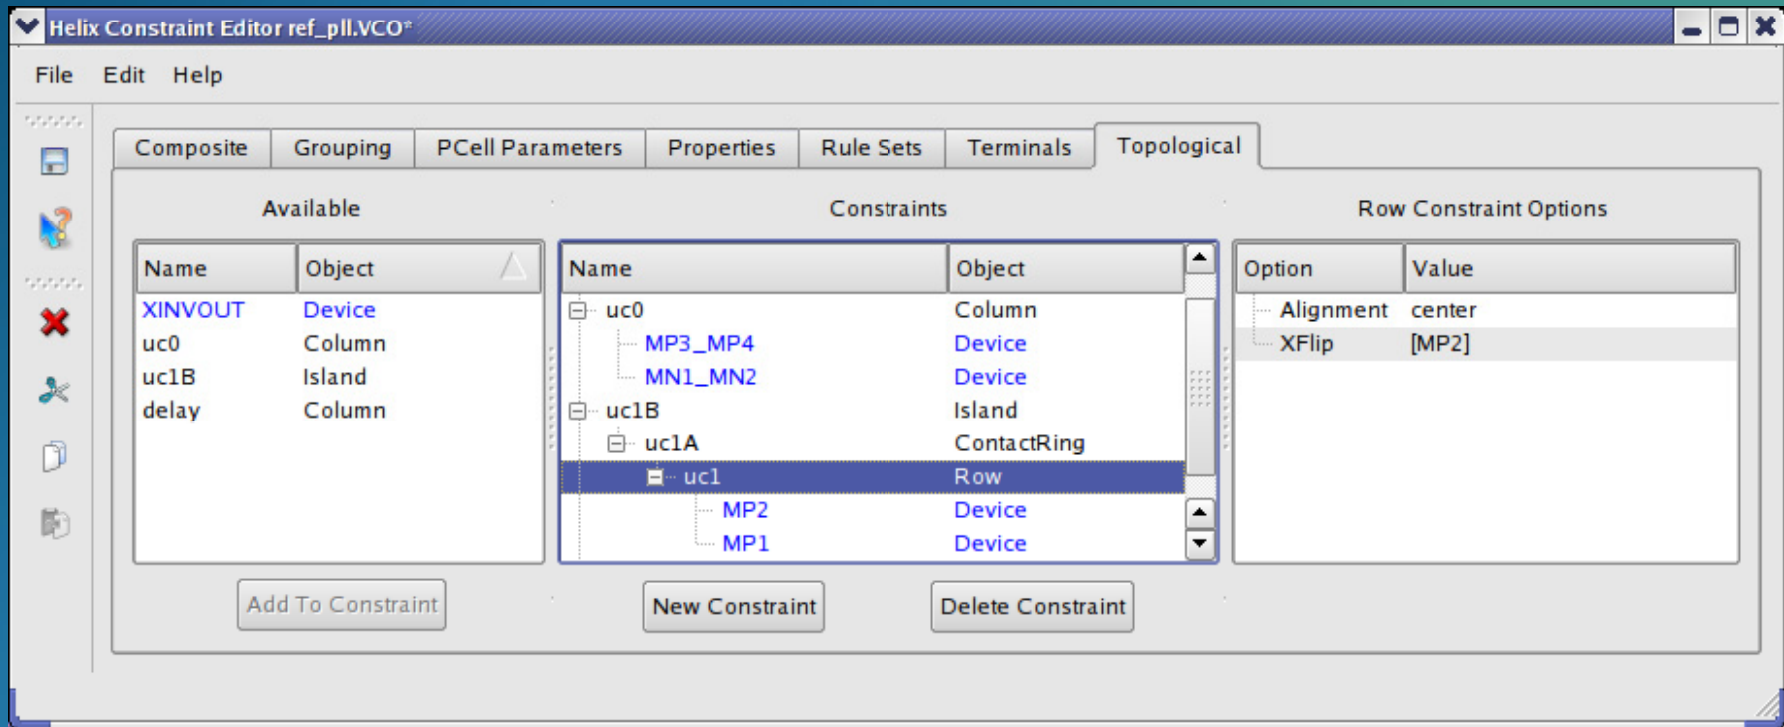 Helix Constraint Editor ref_pll.VCO*
File Edit Help
Composite Grouping PCell Parameters Properties Rule Sets Terminals Topological
Available Constraints Row Constraint Options
Name Object Name Object Option Value
XINVOUT Device uc0 Column Alignment center
uc0 Column MP3_MP4 Device XFlip [MP2]
uc1B Island MN1_MN2 Device
delay Column uc1B Island
uc1A ContactRing
uc1 Row
MP2 Device
MP1 Device
Add To Constraint New Constraint Delete Constraint